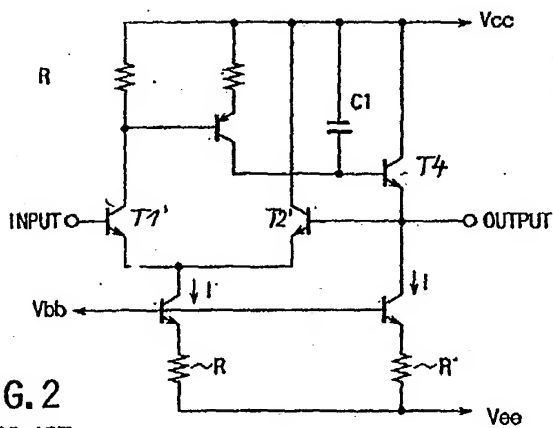 Vcc
R
C1
T4
INPUT
T1'
T2'
OUTPUT
I
I
Vbb
~R
~R'
G.2
Vee